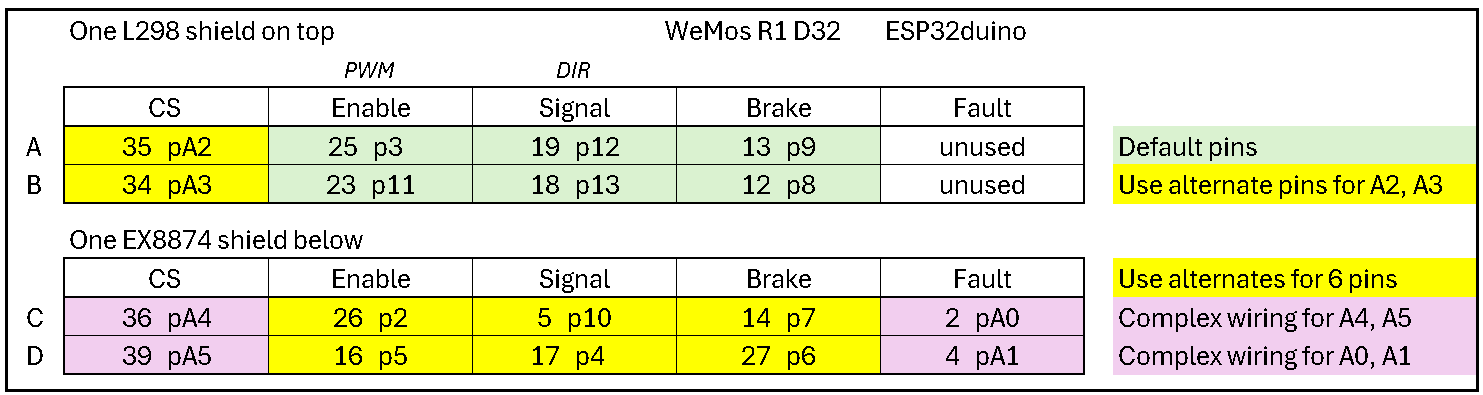 One L298 shield on top WeMos R1 D32 ESP32duino
PWM DIR
CS Enable Signal Brake Fault
A 35 pA2 25 p3 19 p12 13 p9 unused Default pins
B 34 pA3 23 p11 18 p13 12 p8 unused Use alternate pins for A2, A3
One EX8874 shield below
CS Enable Signal Brake Fault Use alternates for 6 pins
C 36 pA4 26 p2 5 p10 14 p7 2 pA0 Complex wiring for A4, A5
D 39 pA5 16 p5 17 p4 27 p6 4 pA1 Complex wiring for A0, A1